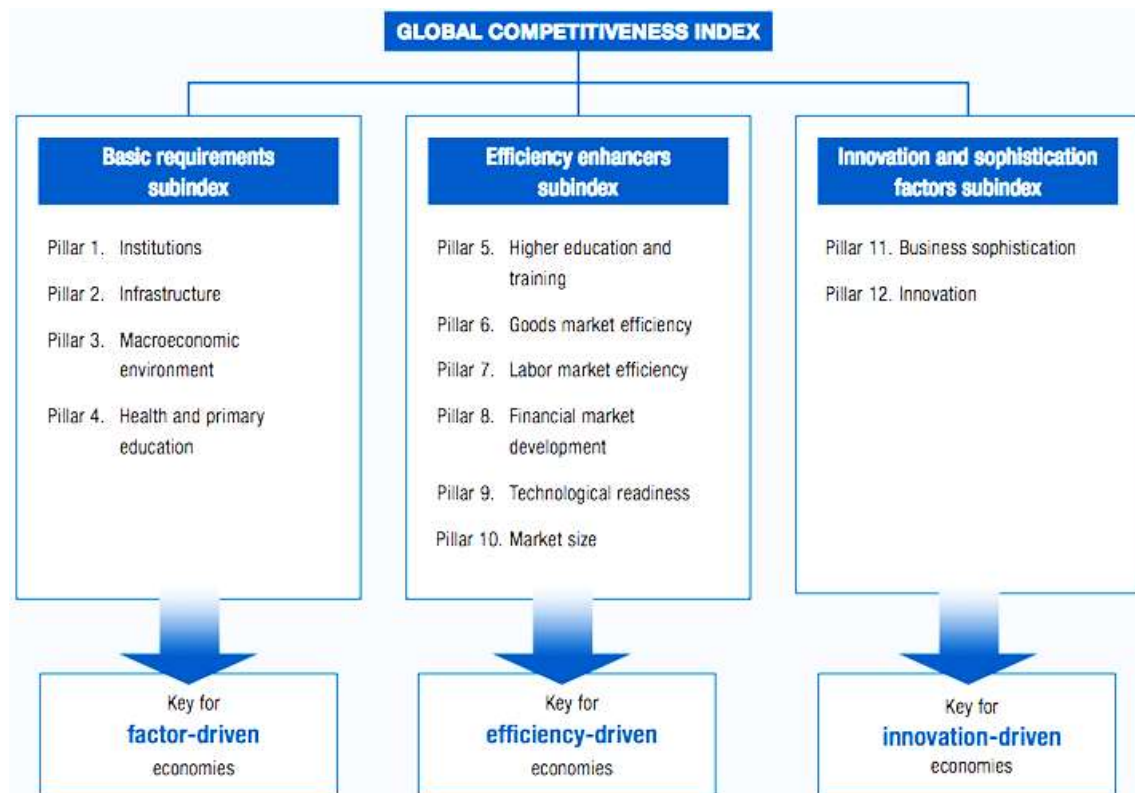 GLOBAL COMPETITIVENESS INDEX
Basic requirements
subindex
Pillar 1. Institutions
Pillar 2. Infrastructure
Pillar 3. Macroeconomic
environment
Pillar 4. Health and primary
education
Key for
factor-driven
economies
Efficiency enhancers
subindex
Pillar 5. Higher education and
training
Pillar 6. Goods market efficiency
Pillar 7. Labor market efficiency
Pillar 8. Financial market
development
Pillar 9. Technological readiness
Pillar 10. Market size
Key for
efficiency-driven
economies
Innovation and sophistication
factors subindex
Pillar 11. Business sophistication
Pillar 12. Innovation
Key for
innovation-driven
economies